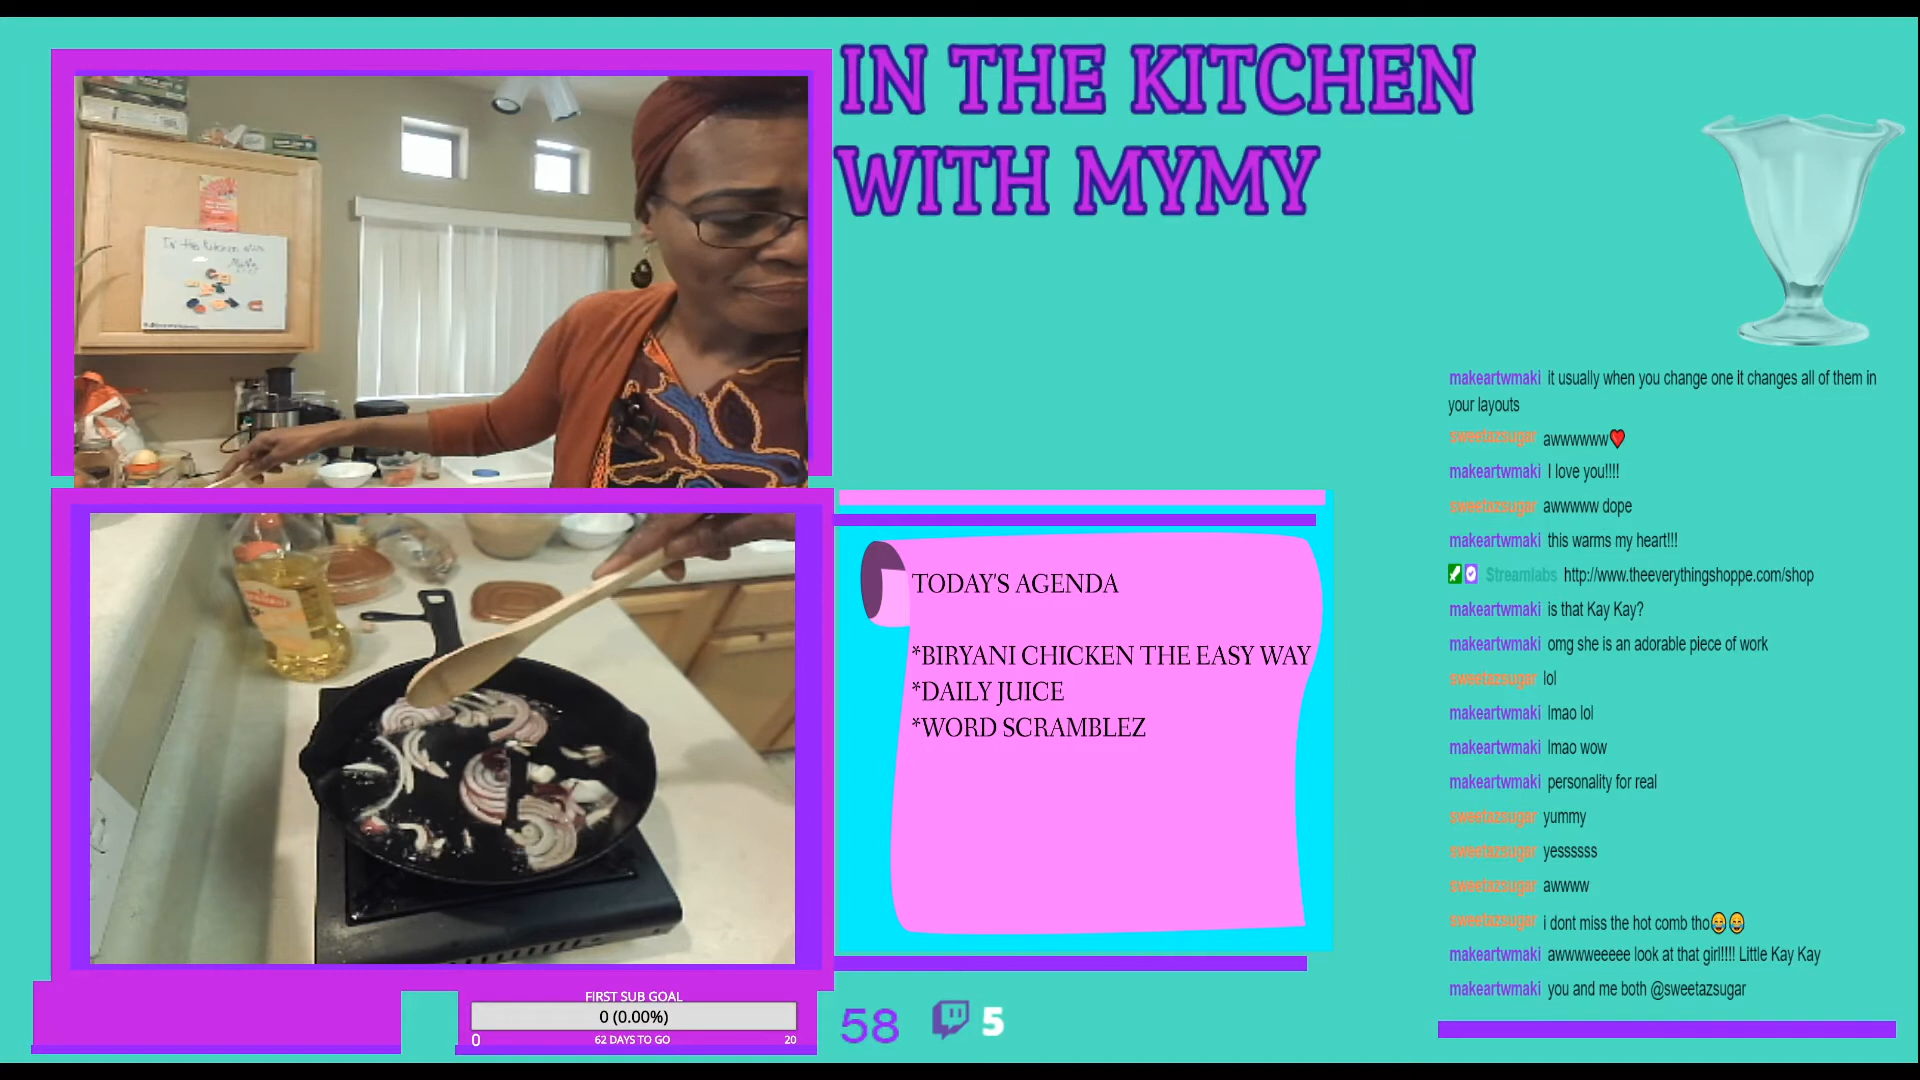 IN THE KITCHEN
WITH MYMY
In the Kitchen with
MyMy
TODAY'S AGENDA
*BIRYANI CHICKEN THE EASY WAY
*DAILY JUICE
*WORD SCRAMBLEZ
makeartwmaki it usually when you change one it changes all of them in
your layouts
sweetazsugar awwwwww
makeartwmaki I love you!!!!
sweetazsugar awwwww dope
makeartwmaki this warms my heart!!!
Streamlabs http://www.theeverythingshoppe.com/shop
makeartwmaki is that Kay Kay?
makeartwmaki omg she is an adorable piece of work
sweetazsugar lol
makeartwmaki lmao lol
makeartwmaki lmao wow
makeartwmaki personality for real
sweetazsugar yummy
sweetazsugar yessssss
sweetazsugar awwww
sweetazsugar i dont miss the hot comb tho
makeartwmaki awwwweeeee look at that girl!!!! Little Kay Kay
makeartwmaki you and me both @sweetazsugar
FIRST SUB GOAL
0 (0.00%)
0 62 DAYS TO GO 20
58 5